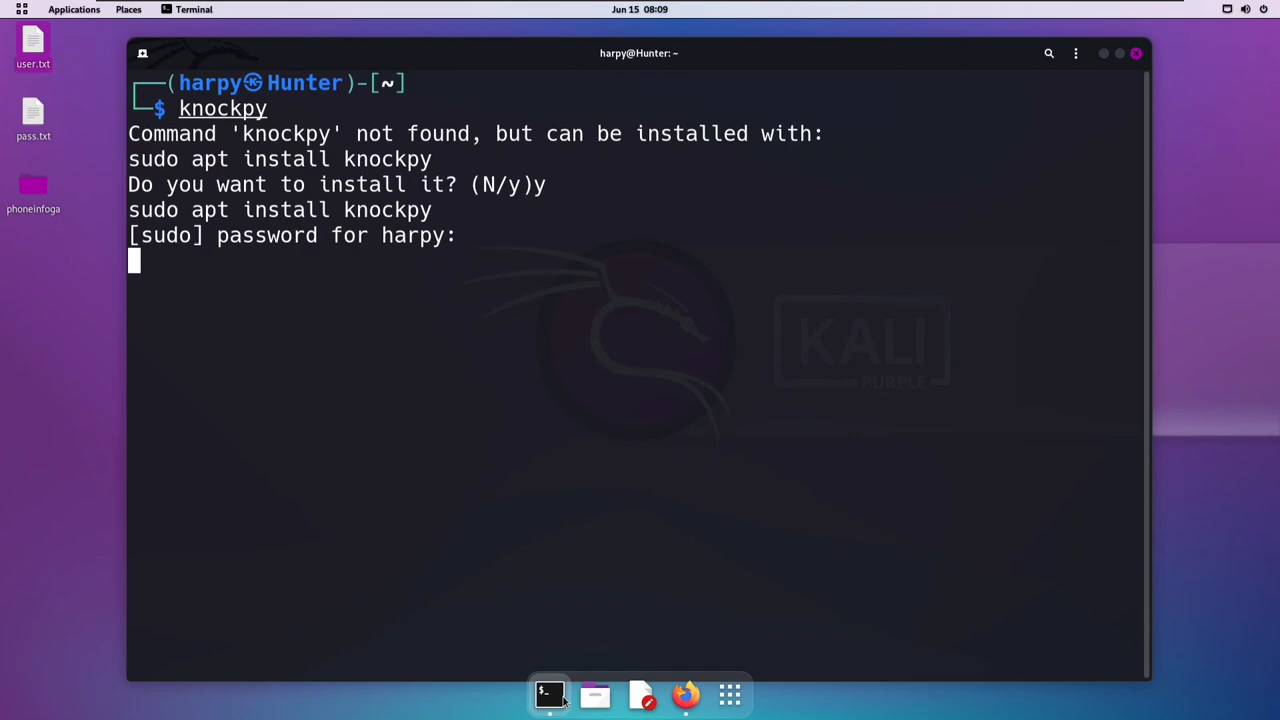 Applications Places Terminal Jun 15 08:09
user.txt
pass.txt
phoneinfoga
harpy@Hunter: ~
┌──(harpy㉿Hunter)-[~]
└─$ knockpy
Command 'knockpy' not found, but can be installed with:
sudo apt install knockpy
Do you want to install it? (N/y)y
sudo apt install knockpy
[sudo] password for harpy:
KALI
PURPLE
$_